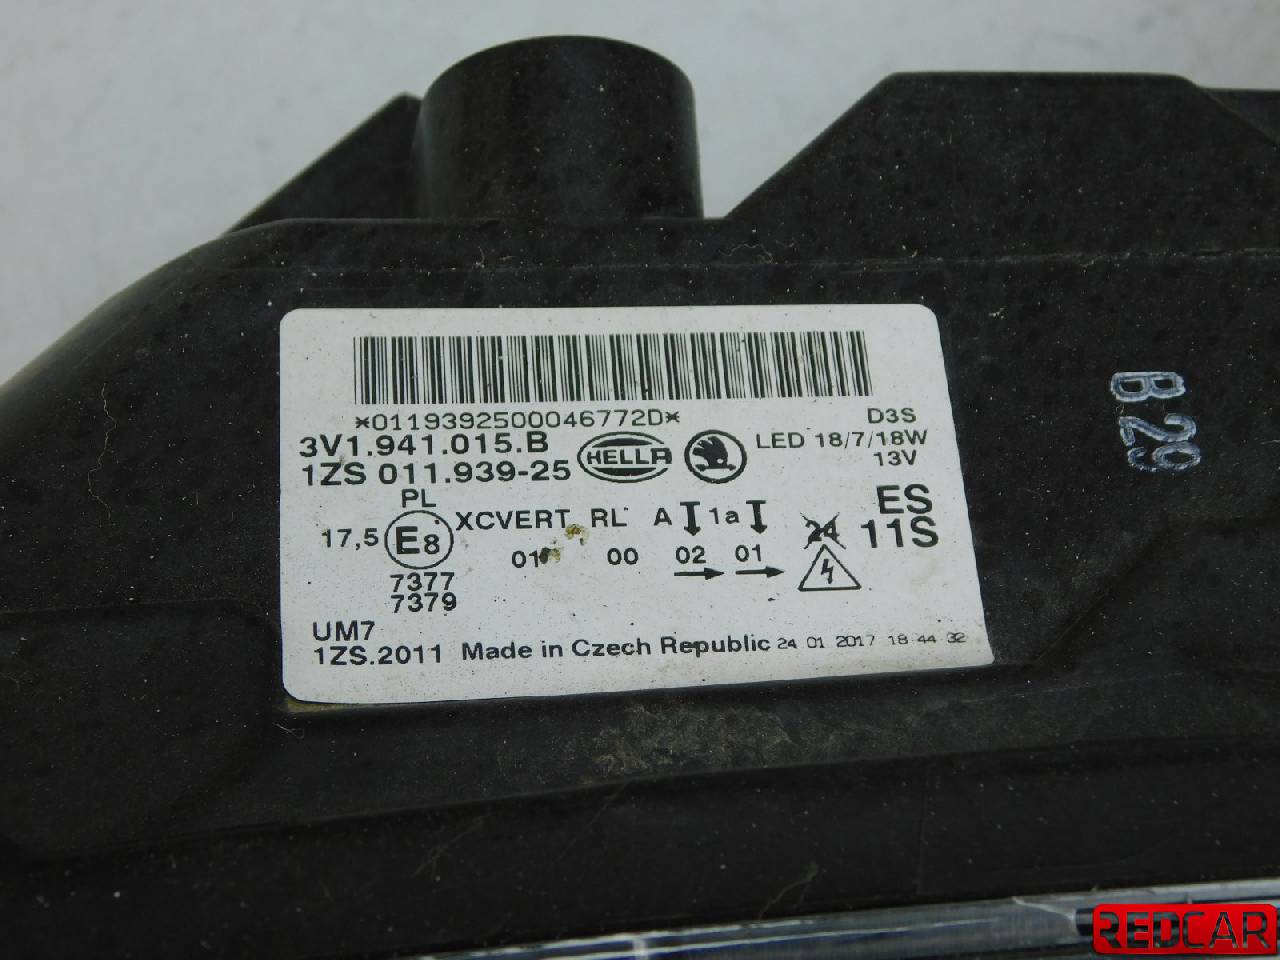 *0119392500046772D*
D3S
3V1.941.015.B
HELLA
LED 18/7/18W
1ZS 011.939-25
13V
PL
ES
17,5 E8 XCVERT RL A 1a 24 11S
01 00 02 01
7377
7379
UM7
1ZS.2011 Made in Czech Republic 24 01 2017 18 44 32
B29
REDCAR